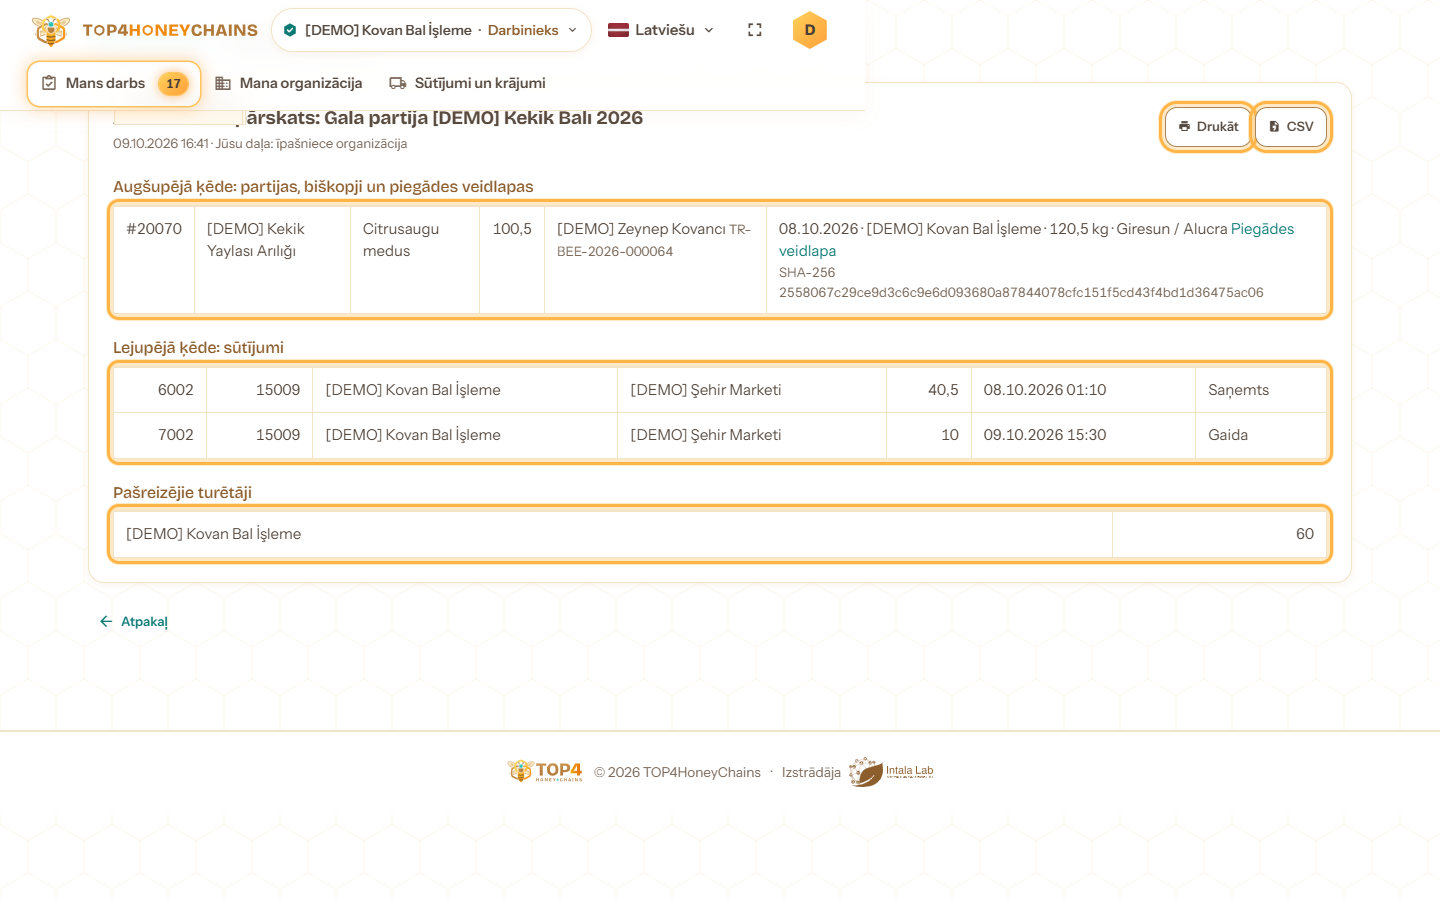 TOP4HONEYCHAINS
[DEMO] Kovan Bal İşleme · Darbinieks
Latviešu
D
Mans darbs 17
Mana organizācija
Sūtījumi un krājumi
pārskats: Gala partija [DEMO] Kekik Balı 2026
09.10.2026 16:41 · Jūsu daļa: īpašniece organizācija
Drukāt
CSV
Augšupējā ķēde: partijas, biškopji un piegādes veidlapas
#20070
[DEMO] Kekik
Yaylası Arılığı
Citrusaugu
medus
100,5
[DEMO] Zeynep Kovancı TR-
BEE-2026-000064
08.10.2026 · [DEMO] Kovan Bal İşleme · 120,5 kg · Giresun / Alucra Piegādes
veidlapa
SHA-256
2558067c29ce9d3c6c9e6d093680a87844078cfc151f5cd43f4bd1d36475ac06
Lejupējā ķēde: sūtījumi
6002 15009 [DEMO] Kovan Bal İşleme [DEMO] Şehir Marketi 40,5 08.10.2026 01:10 Saņemts
7002 15009 [DEMO] Kovan Bal İşleme [DEMO] Şehir Marketi 10 09.10.2026 15:30 Gaida
Pašreizējie turētāji
[DEMO] Kovan Bal İşleme 60
Atpakaļ
TOP4
HONEYCHAINS
© 2026 TOP4HoneyChains · Izstrādāja
Intala Lab